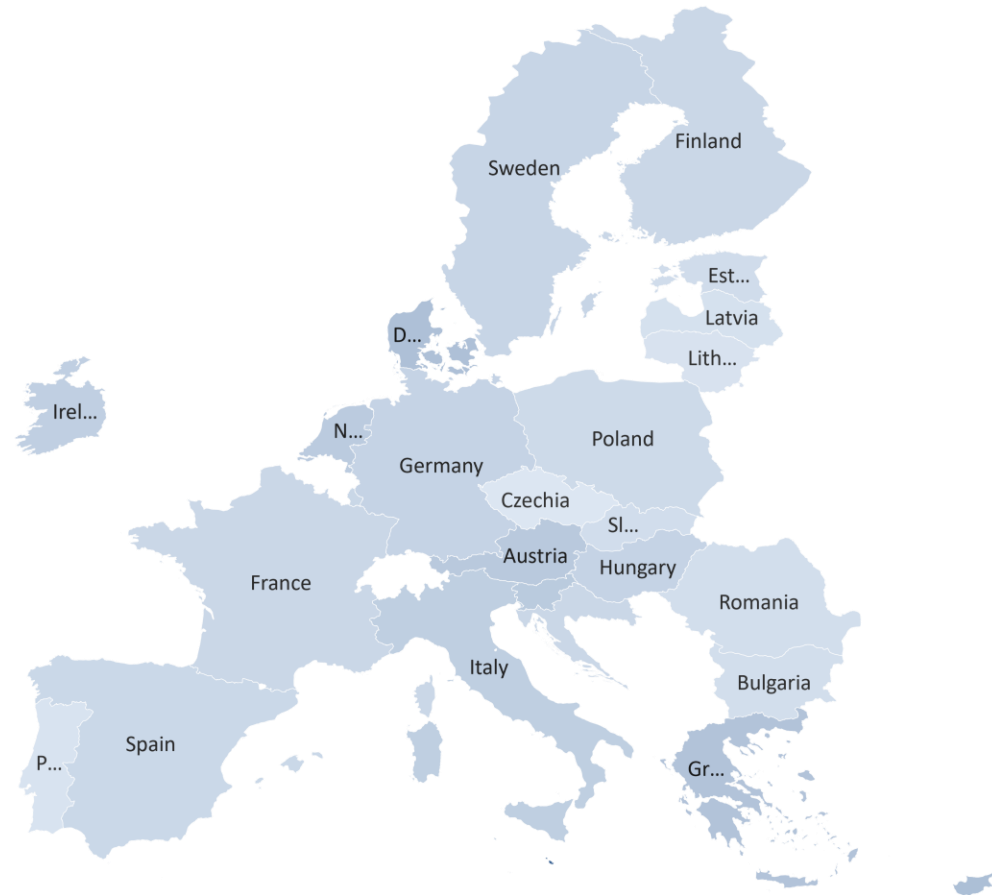 Finland
Sweden
Est...
Latvia
D...
Lith...
Irel...
N...
Poland
Germany
Czechia
Sl...
Austria
Hungary
France
Romania
Italy
Bulgaria
Spain
P...
Gr...